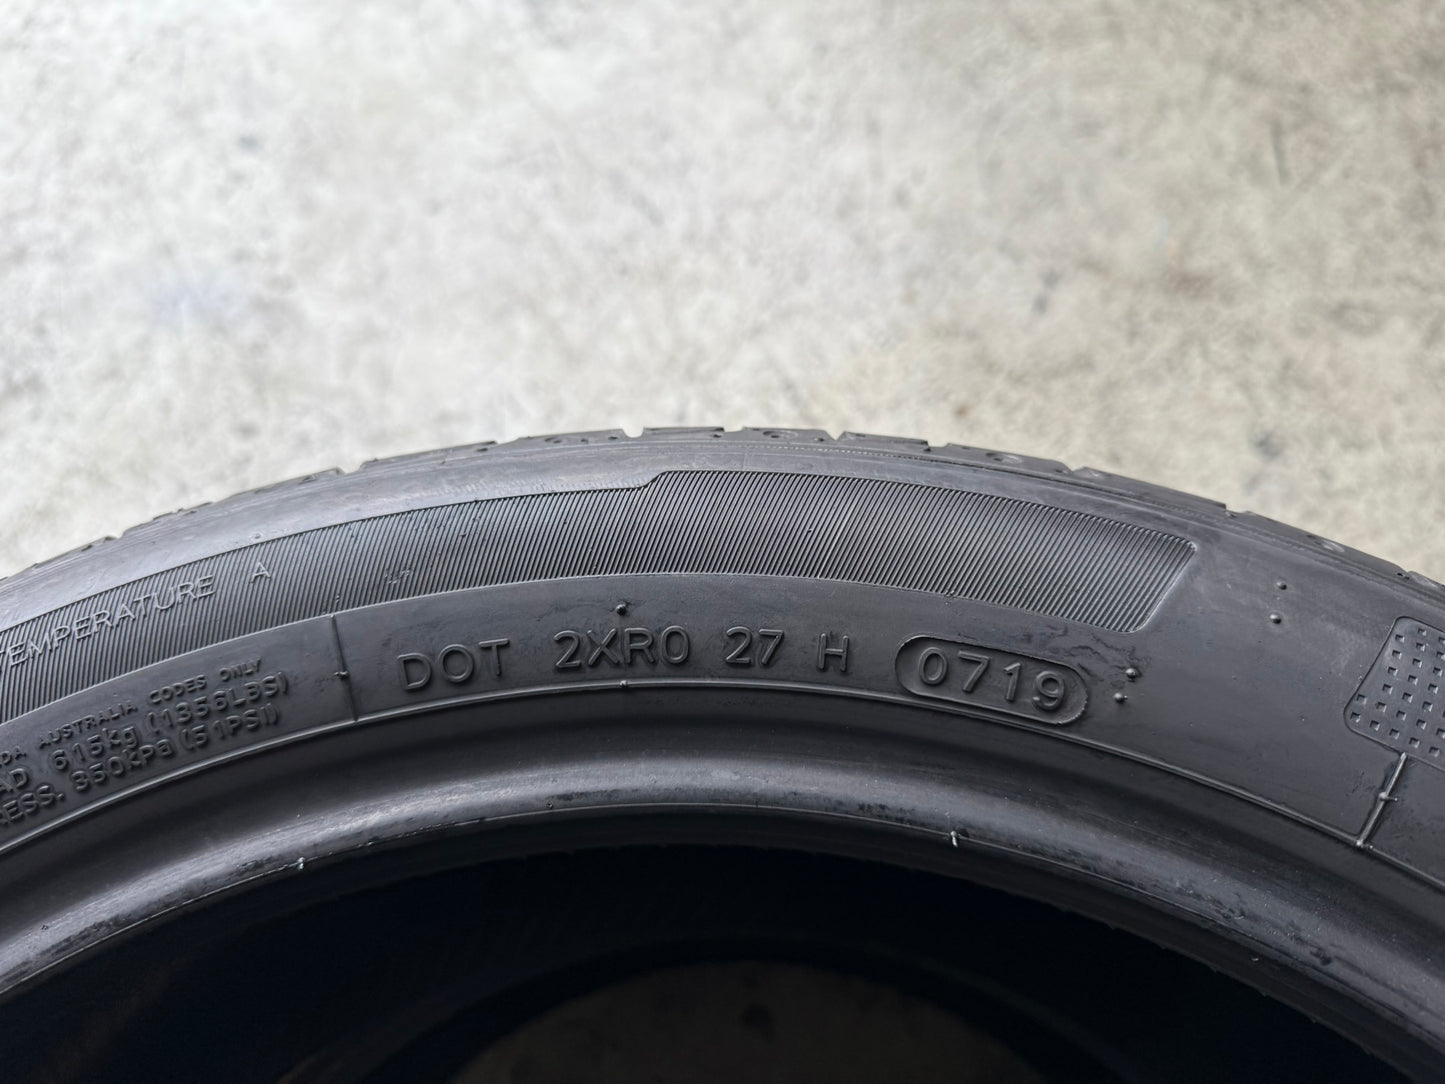 TEMPERATURE A
DOT 2XR0 27 H 0719
AUSTRALIA CODES ONLY
615kg (1356LBS)
350kPa (51PSI)